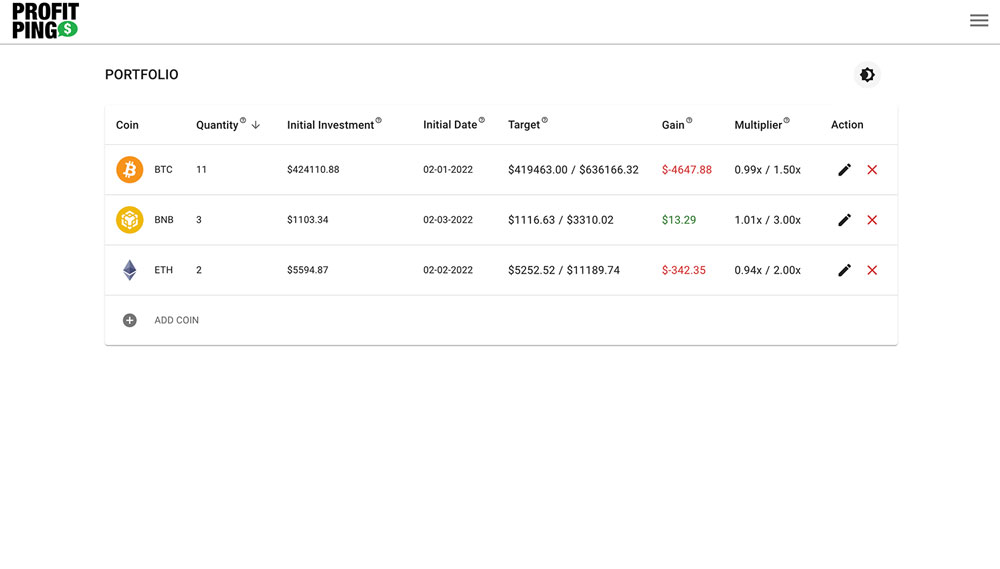 PROFIT
PING$
PORTFOLIO
Coin Quantity Initial Investment Initial Date Target Gain Multiplier Action
BTC 11 $424110.88 02-01-2022 $419463.00 / $636166.32 $-4647.88 0.99x / 1.50x
BNB 3 $1103.34 02-03-2022 $1116.63 / $3310.02 $13.29 1.01x / 3.00x
ETH 2 $5594.87 02-02-2022 $5252.52 / $11189.74 $-342.35 0.94x / 2.00x
ADD COIN